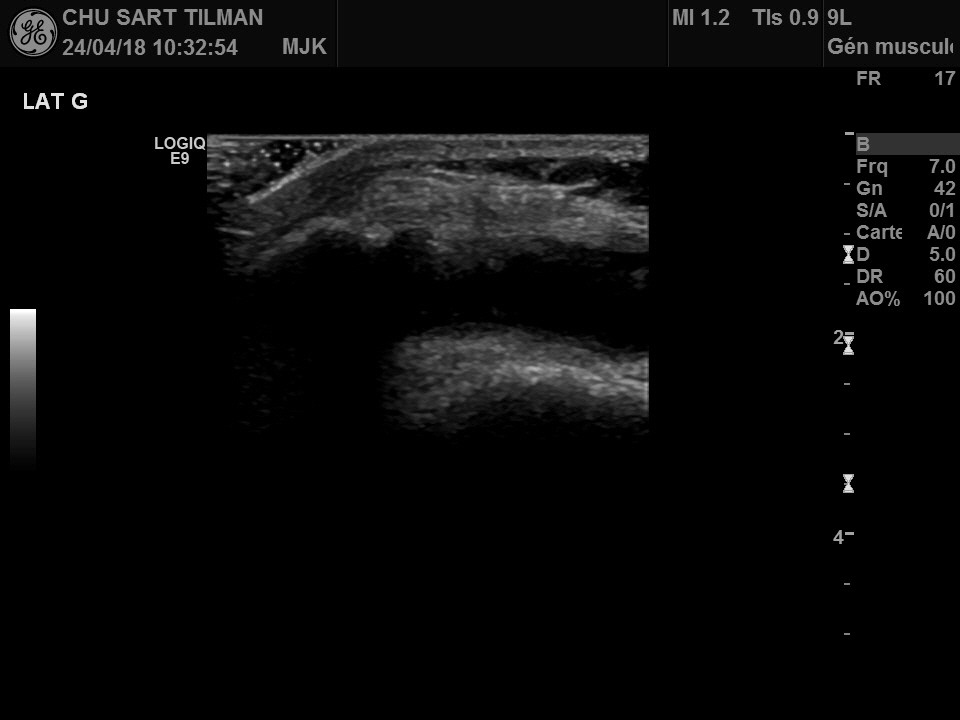 CHU SART TILMAN
24/04/18 10:32:54 MJK
MI 1.2 TIs 0.9 9L
Gén muscul
FR 17
LAT G
LOGIQ
E9
B
Frq 7.0
Gn 42
S/A 0/1
Carte A/0
D 5.0
DR 60
AO% 100
2
4